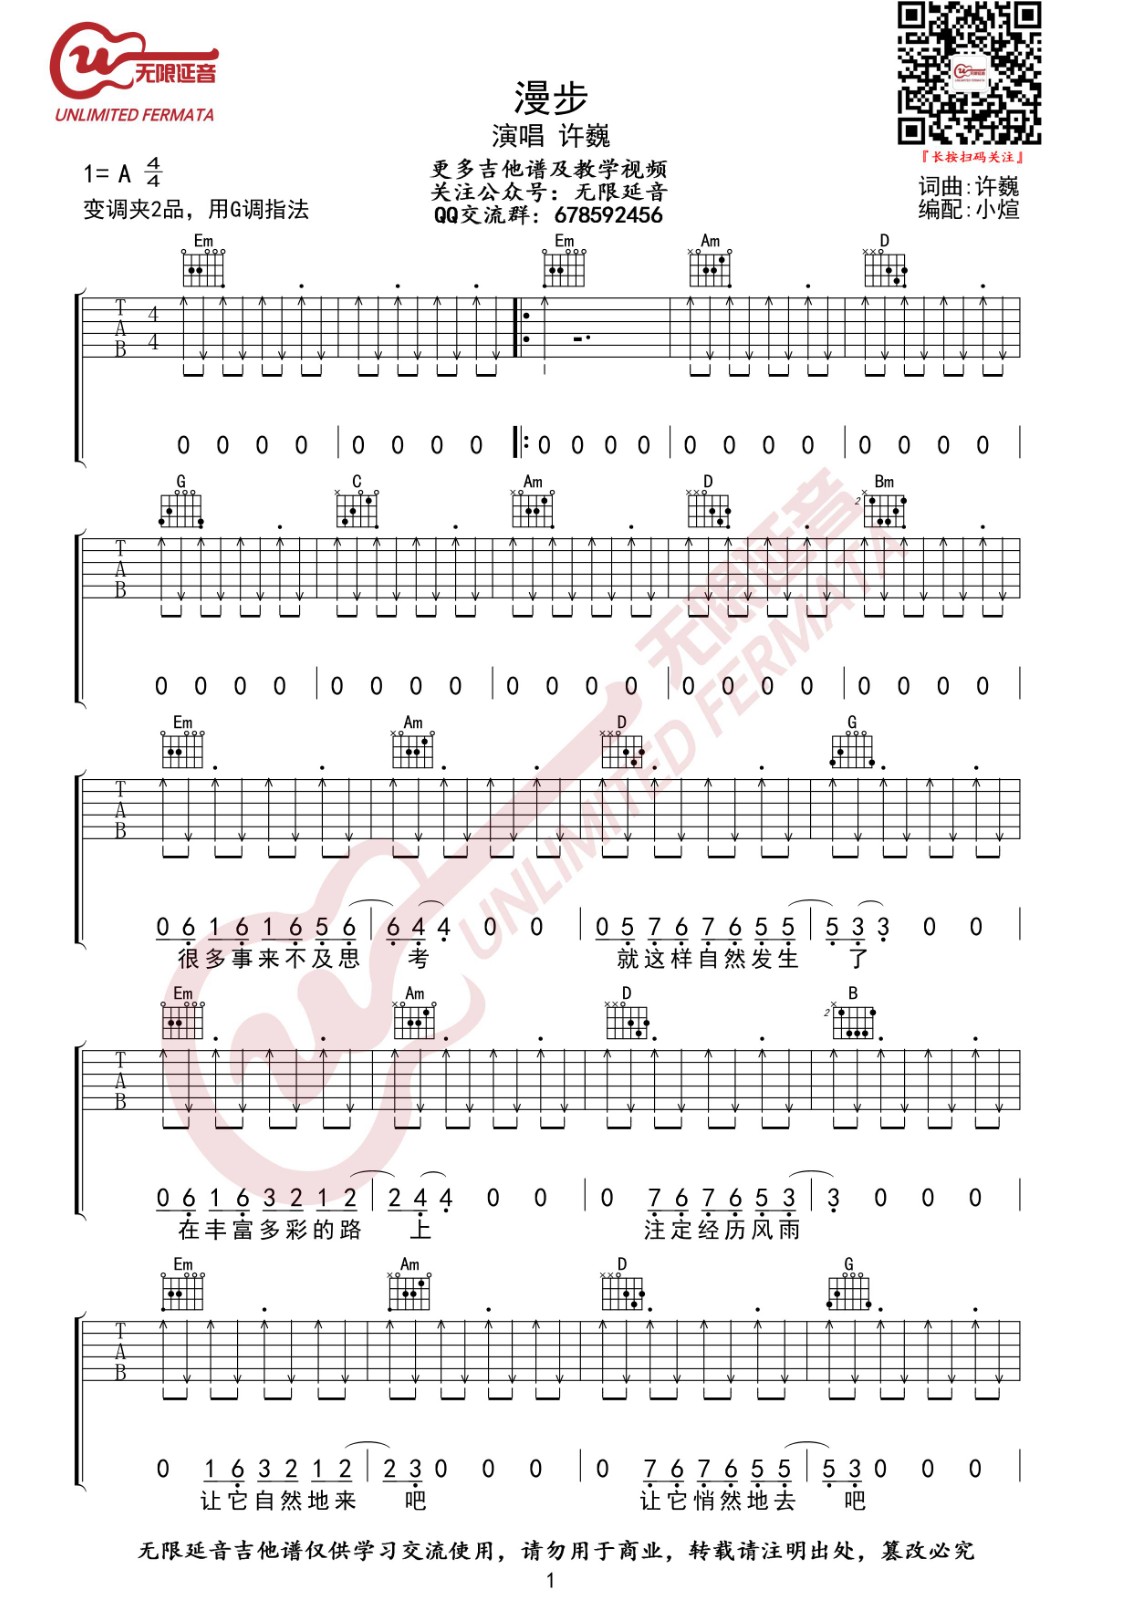 无限延音
UNLIMITED FERMATA
漫步
演唱 许巍
『长按扫码关注』
1= A 4/4
更多吉他谱及教学视频
关注公众号：无限延音
QQ交流群：678592456
词曲:许巍
变调夹2品，用G调指法
编配:小煊
Em Em Am D
T A B 4 4
0 0 0 0 | 0 0 0 0 |: 0 0 0 0 | 0 0 0 0 | 0 0 0 0 |
G C Am D Bm
2
T A B
0 0 0 0 | 0 0 0 0 | 0 0 0 0 | 0 0 0 0 | 0 0 0 0 |
无限延音
UNLIMITED FERMATA
Em Am D G
T A B
0 6 1 6 1 6 5 6 | 6 4 4 0 0 | 0 5 7 6 7 6 5 5 | 5 3 3 0 0 |
很多事来不及思 考 就这样自然发生 了
Em Am D B
2
T A B
0 6 1 6 3 2 1 2 | 2 4 4 0 0 | 0 7 6 7 6 5 3 | 3 0 0 0 |
在丰富多彩的路 上 注定经历风雨
Em Am D G
T A B
0 1 6 3 2 1 2 | 2 3 0 0 0 | 0 7 6 7 6 5 5 | 5 3 0 0 0 |
让它自然地来 吧 让它悄然地去 吧
无限延音吉他谱仅供学习交流使用，请勿用于商业，转载请注明出处，篡改必究
1